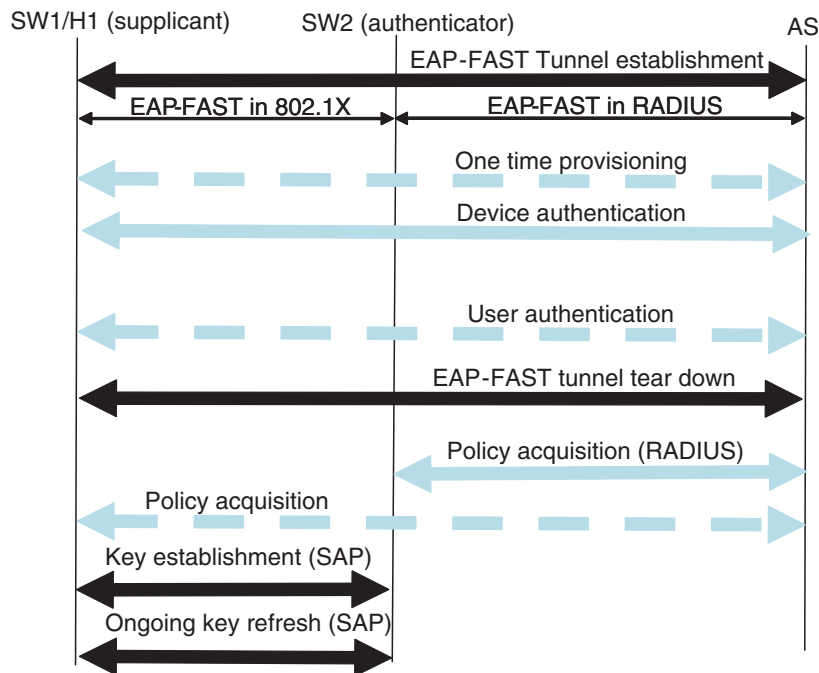 SW1/H1 (supplicant) SW2 (authenticator) AS
EAP-FAST Tunnel establishment
EAP-FAST in 802.1X EAP-FAST in RADIUS
One time provisioning
Device authentication
User authentication
EAP-FAST tunnel tear down
Policy acquisition (RADIUS)
Policy acquisition
Key establishment (SAP)
Ongoing key refresh (SAP)